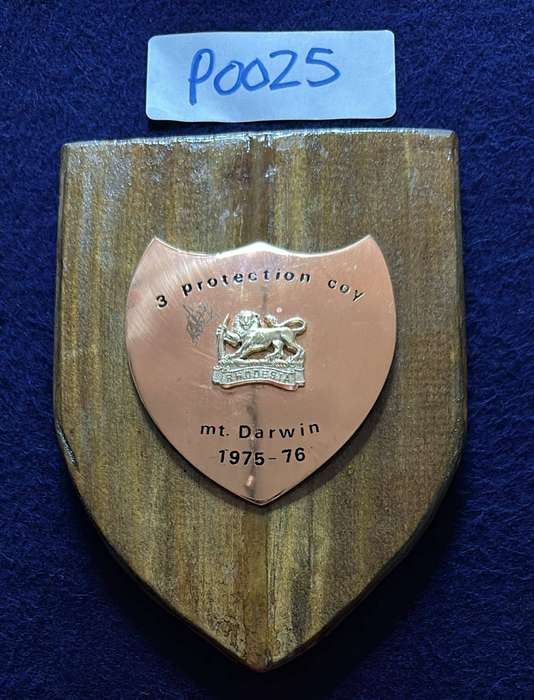 P0025
3 protection coy
RHODESIA
mt. Darwin
1975-76